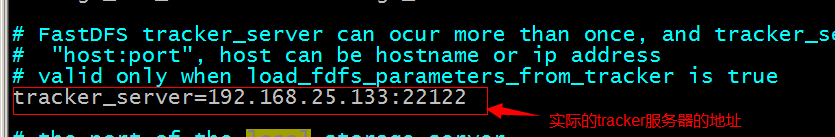 # FastDFS tracker_server can ocur more than once, and tracker_se
#  "host:port", host can be hostname or ip address
# valid only when load_fdfs_parameters_from_tracker is true
tracker_server=192.168.25.133:22122
实际的tracker服务器的地址
# the port of the local storage server